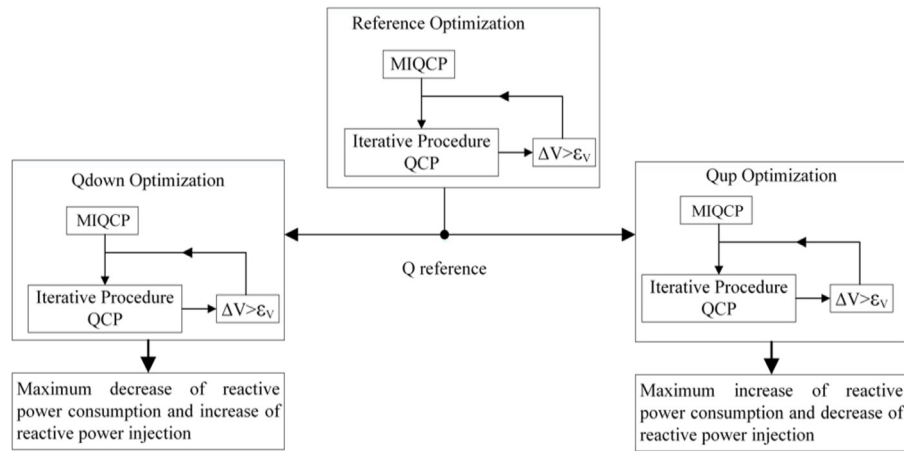 Reference Optimization
MIQCP
Iterative Procedure
QCP
ΔV>εV
Qdown Optimization
MIQCP
Iterative Procedure
QCP
ΔV>εV
Q reference
Qup Optimization
MIQCP
Iterative Procedure
QCP
ΔV>εV
Maximum decrease of reactive
power consumption and increase of
reactive power injection
Maximum increase of reactive
power consumption and decrease of
reactive power injection